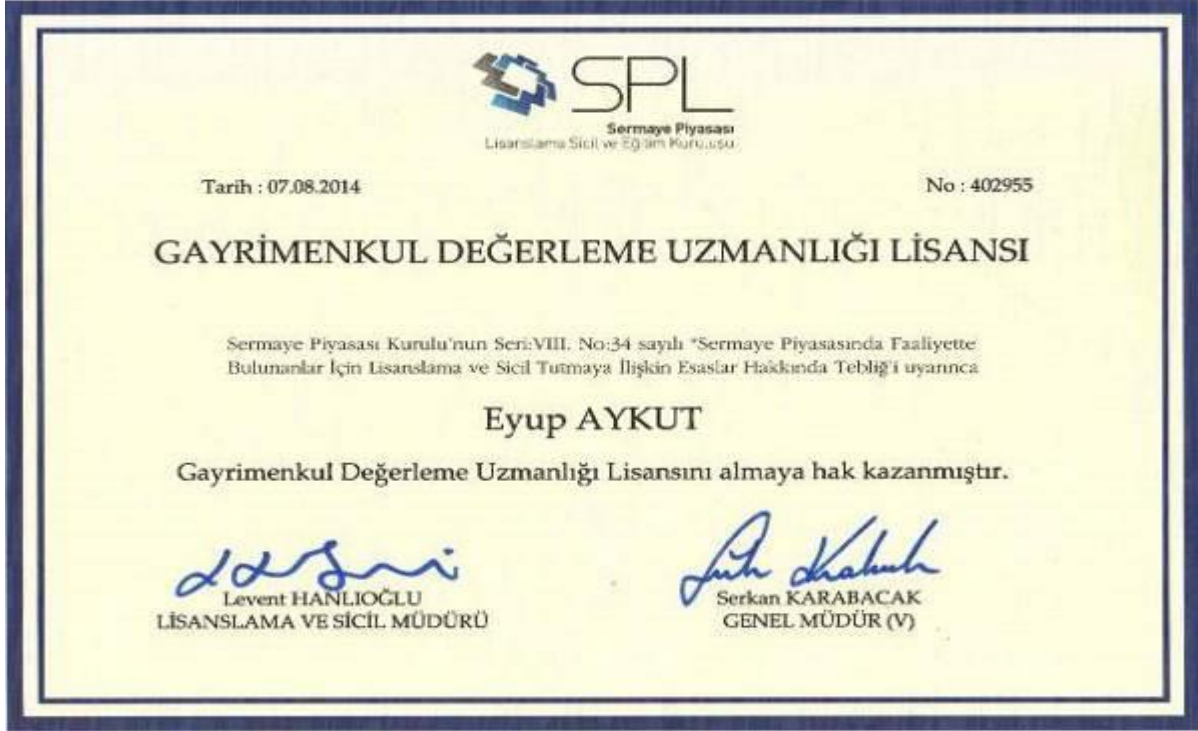 SPL
Sermaye Piyasası
Lisanslama Sicil ve Eğitim Kuruluşu
Tarih : 07.08.2014
No : 402955
GAYRİMENKUL DEĞERLEME UZMANLIĞI LİSANSI
Sermaye Piyasası Kurulu'nun Seri:VIII. No:34 sayılı "Sermaye Piyasasında Faaliyette
Bulunanlar İçin Lisanslama ve Sicil Tutmaya İlişkin Esaslar Hakkında Tebliğ'i uyarınca
Eyup AYKUT
Gayrimenkul Değerleme Uzmanlığı Lisansını almaya hak kazanmıştır.
Levent HANLIOĞLU
LİSANSLAMA VE SİCİL MÜDÜRÜ
Serkan KARABACAK
GENEL MÜDÜR (V)